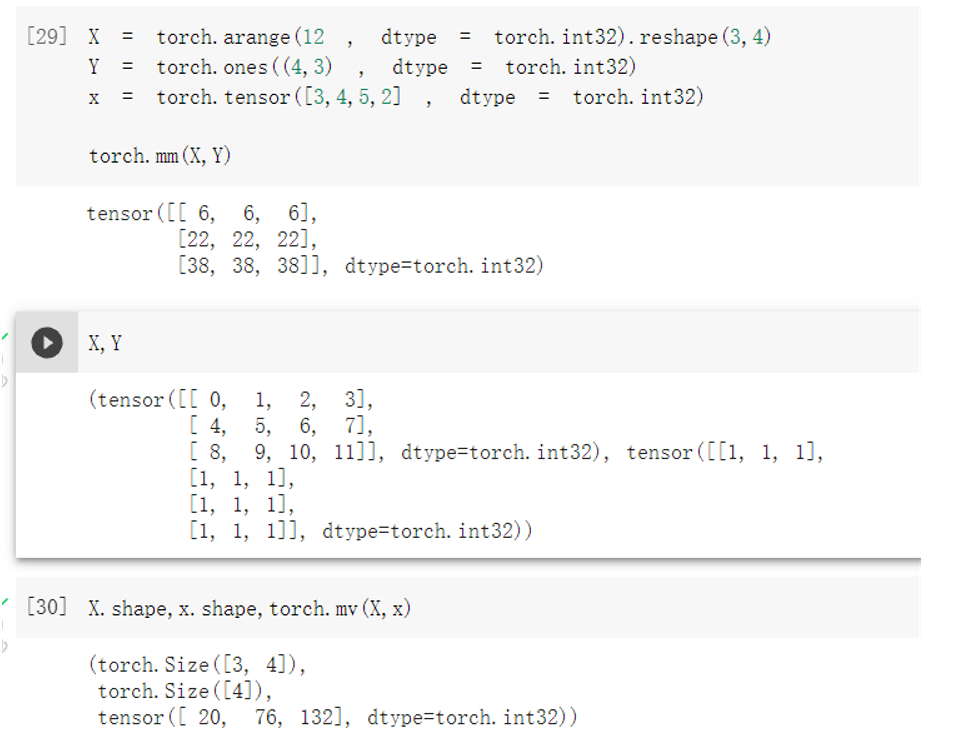 [29] X = torch.arange(12 , dtype = torch.int32).reshape(3,4)
Y = torch.ones((4,3) , dtype = torch.int32)
x = torch.tensor([3,4,5,2] , dtype = torch.int32)
torch.mm(X,Y)
tensor([[ 6, 6, 6],
[22, 22, 22],
[38, 38, 38]], dtype=torch.int32)
X,Y
(tensor([[ 0, 1, 2, 3],
[ 4, 5, 6, 7],
[ 8, 9, 10, 11]], dtype=torch.int32), tensor([[1, 1, 1],
[1, 1, 1],
[1, 1, 1],
[1, 1, 1]], dtype=torch.int32))
[30] X.shape,x.shape,torch.mv(X,x)
(torch.Size([3, 4]),
torch.Size([4]),
tensor([ 20, 76, 132], dtype=torch.int32))